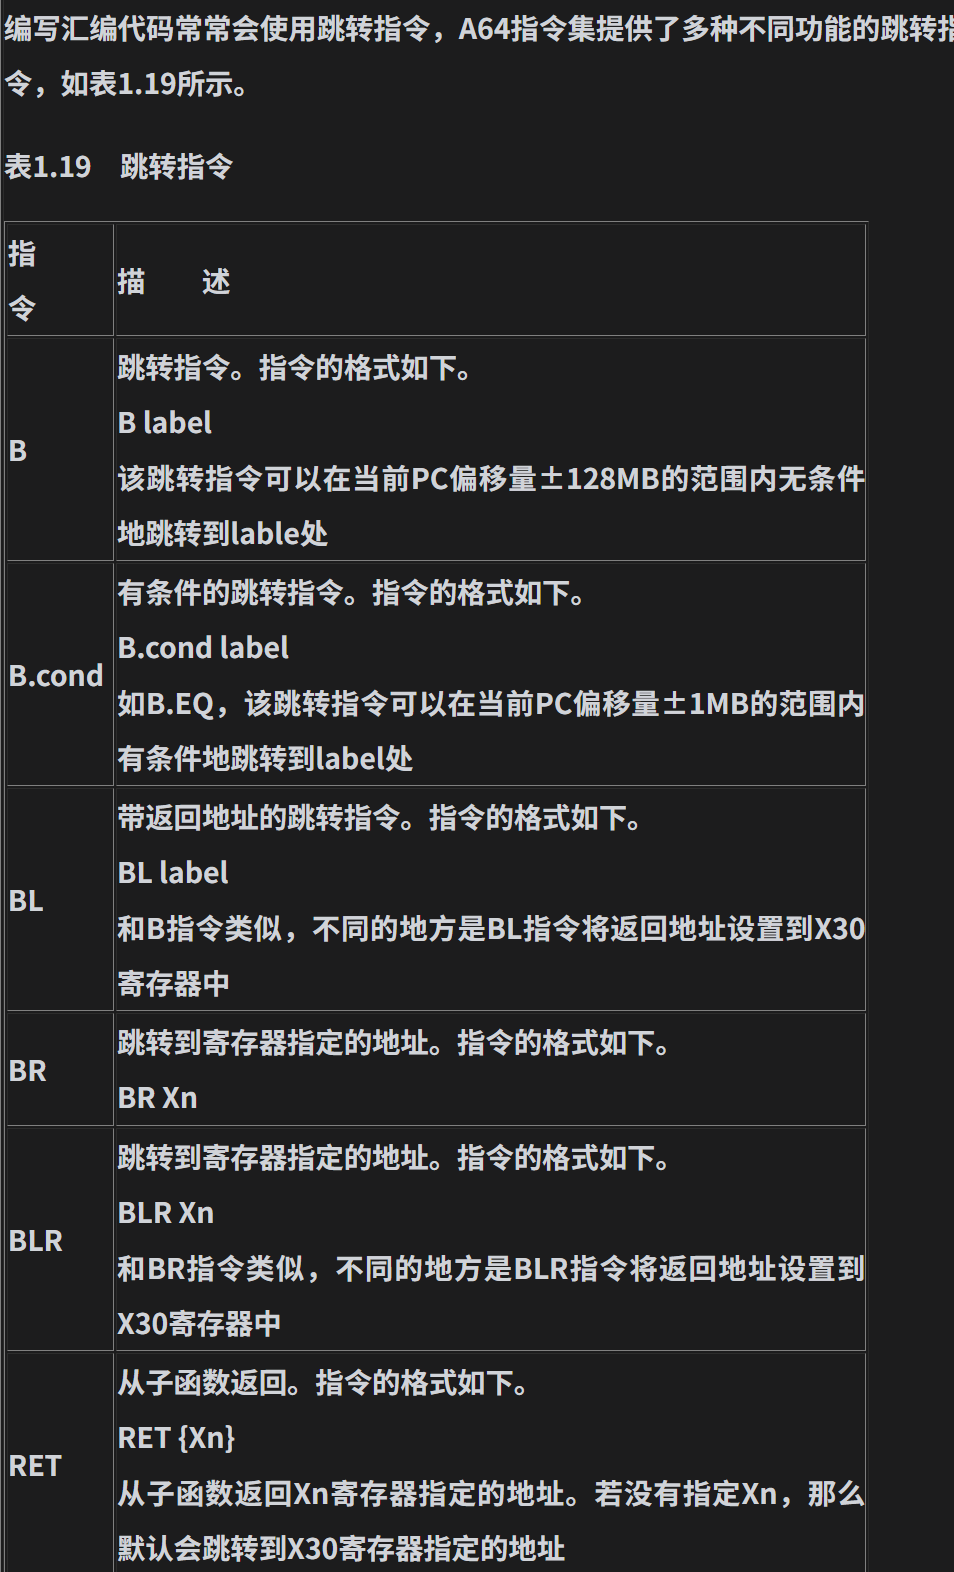 编写汇编代码常常会使用跳转指令，A64指令集提供了多种不同功能的跳转指
令，如表1.19所示。
表1.19 跳转指令
指
令
描 述
B
跳转指令。指令的格式如下。
B label
该跳转指令可以在当前PC偏移量±128MB的范围内无条件
地跳转到lable处
B.cond
有条件的跳转指令。指令的格式如下。
B.cond label
如B.EQ，该跳转指令可以在当前PC偏移量±1MB的范围内
有条件地跳转到label处
BL
带返回地址的跳转指令。指令的格式如下。
BL label
和B指令类似，不同的地方是BL指令将返回地址设置到X30
寄存器中
BR
跳转到寄存器指定的地址。指令的格式如下。
BR Xn
BLR
跳转到寄存器指定的地址。指令的格式如下。
BLR Xn
和BR指令类似，不同的地方是BLR指令将返回地址设置到
X30寄存器中
RET
从子函数返回。指令的格式如下。
RET {Xn}
从子函数返回Xn寄存器指定的地址。若没有指定Xn，那么
默认会跳转到X30寄存器指定的地址